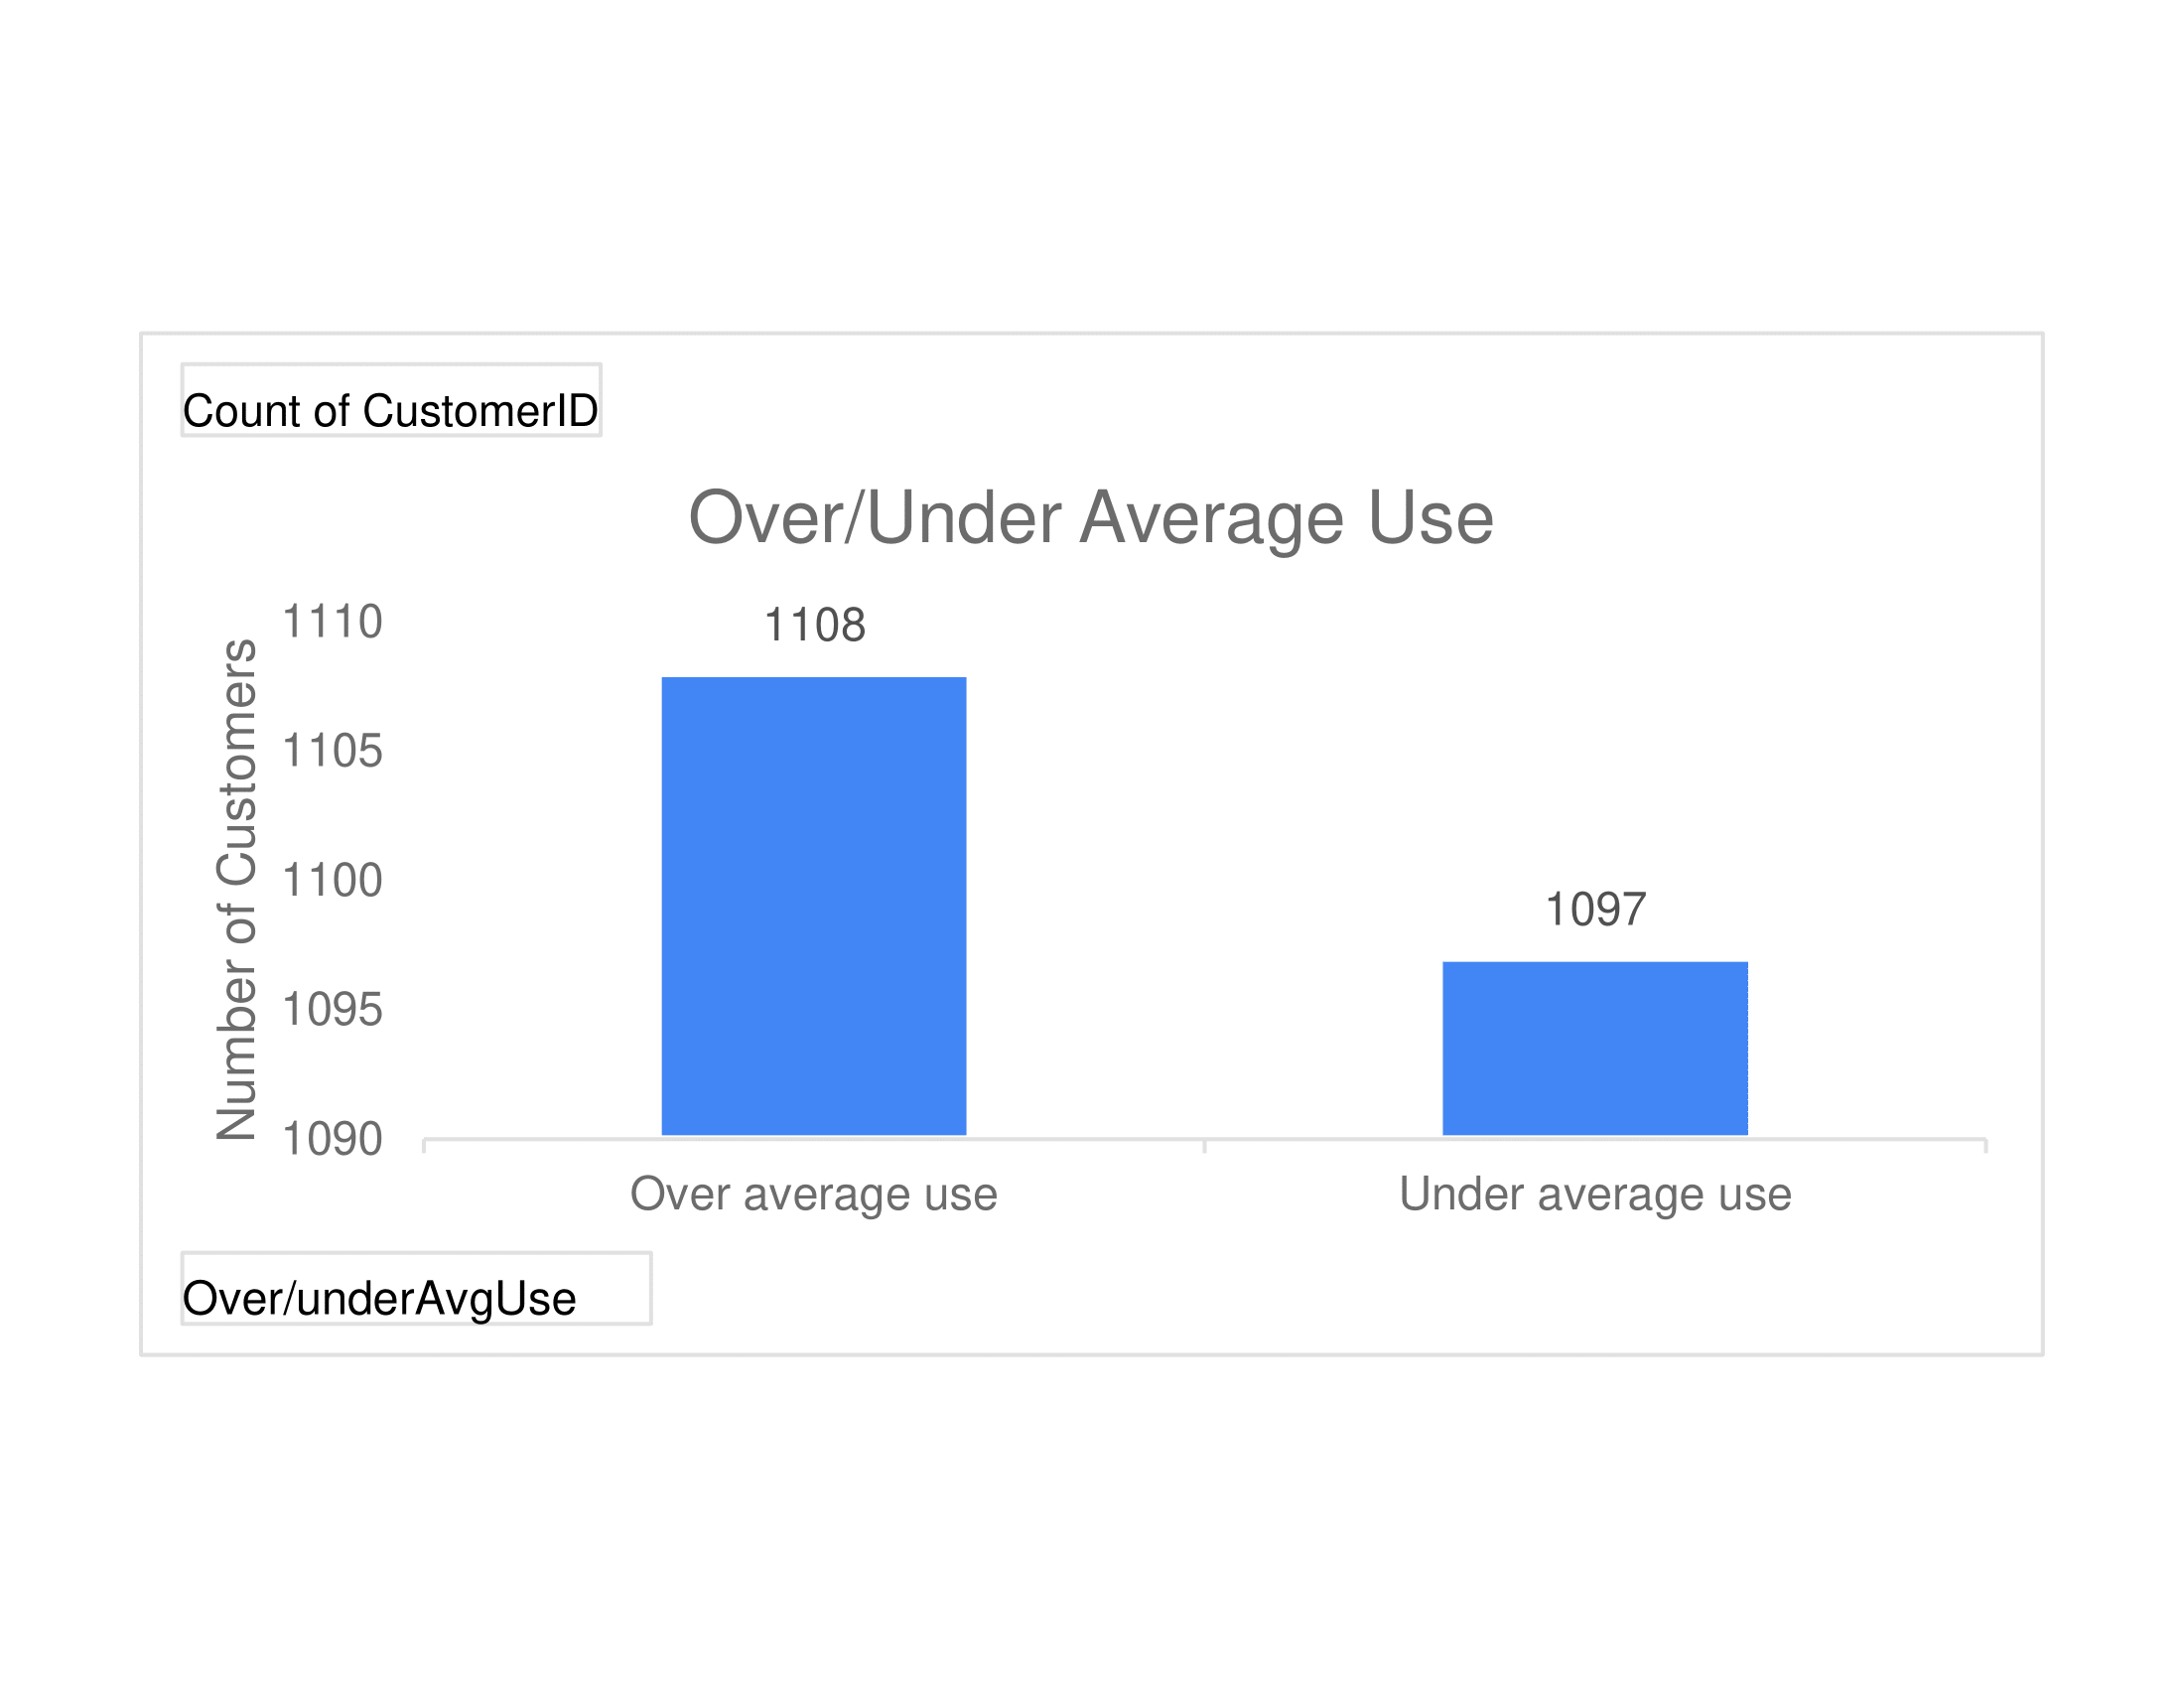 Count of CustomerID
Over/Under Average Use
Number of Customers
1110
1105
1100
1095
1090
1108
1097
Over average use
Under average use
Over/underAvgUse